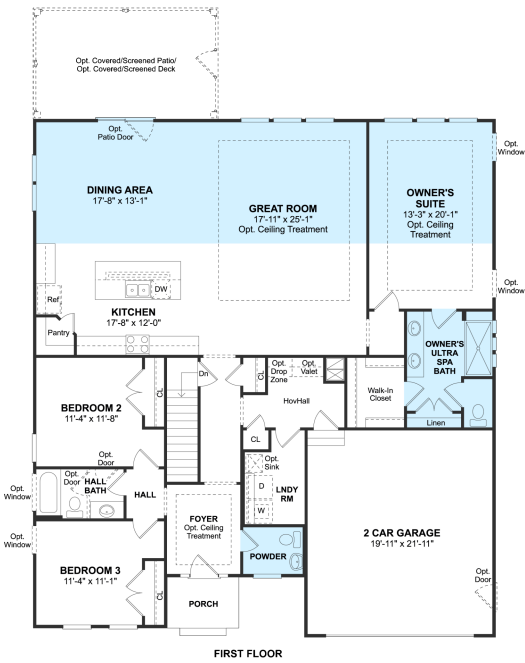 Opt. Covered/Screened Patio/
Opt. Covered/Screened Deck
Opt.
Patio Door
Opt.
Window
DINING AREA
17'-8" x 13'-1"
GREAT ROOM
17'-11" x 25'-1"
Opt. Ceiling Treatment
OWNER'S
SUITE
13'-3" x 20'-1"
Opt. Ceiling
Treatment
Opt.
Window
Ref
DW
KITCHEN
17'-8" x 12'-0"
Pantry
OWNER'S
ULTRA
SPA
BATH
Dn
CL
CL
Opt.
Drop
Zone
Opt.
Valet
Walk-In
Closet
HovHall
BEDROOM 2
11'-4" x 11'-8"
Linen
CL
Opt.
Door
Opt.
Sink
Opt.
Door
HALL
BATH
HALL
D
W
LNDY
RM
Opt.
Window
FOYER
Opt. Ceiling
Treatment
2 CAR GARAGE
19'-11" x 21'-11"
Opt.
Window
POWDER
BEDROOM 3
11'-4" x 11'-1"
CL
Opt.
Door
PORCH
FIRST FLOOR